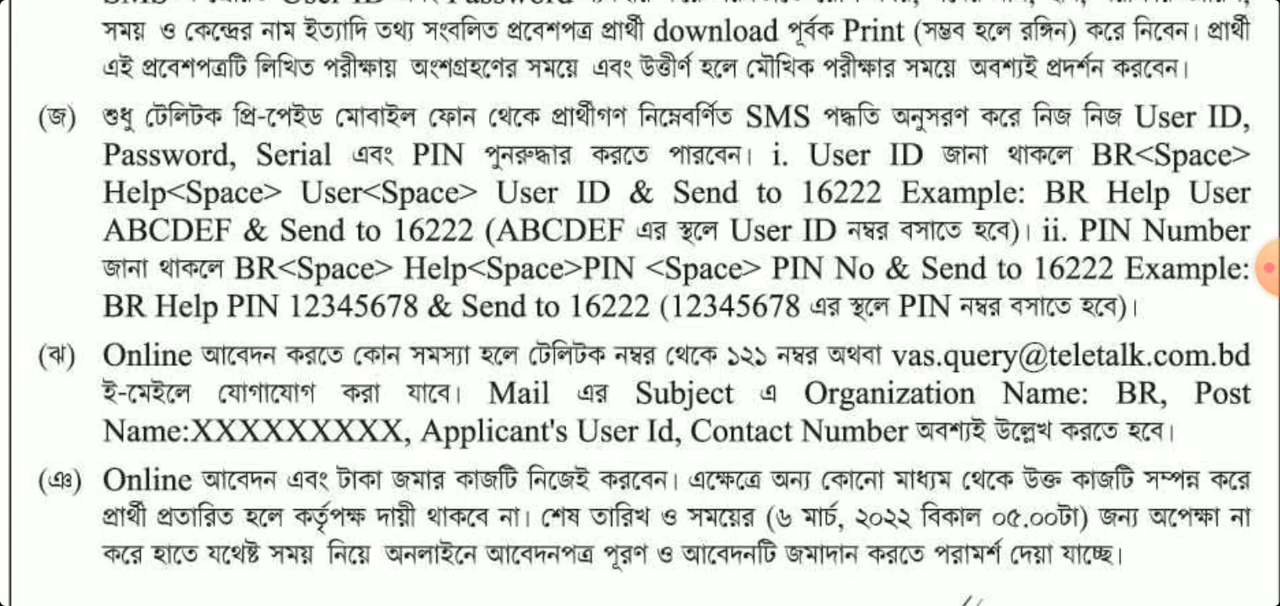 সময় ও কেন্দ্রের নাম ইত্যাদি তথ্য সংবলিত প্রবেশপত্র প্রার্থী download পূর্বক Print (সম্ভব হলে রঙ্গিন) করে নিবেন। প্রার্থী
এই প্রবেশপত্রটি লিখিত পরীক্ষায় অংশগ্রহণের সময়ে এবং উত্তীর্ণ হলে মৌখিক পরীক্ষার সময়ে অবশ্যই প্রদর্শন করবেন।
(জ) শুধু টেলিটক প্রি-পেইড মোবাইল ফোন থেকে প্রার্থীগণ নিম্নেবর্ণিত SMS পদ্ধতি অনুসরণ করে নিজ নিজ User ID,
Password, Serial এবং PIN পুনরুদ্ধার করতে পারবেন। i. User ID জানা থাকলে BR<Space>
Help<Space> User<Space> User ID & Send to 16222 Example: BR Help User
ABCDEF & Send to 16222 (ABCDEF এর স্থলে User ID নম্বর বসাতে হবে)। ii. PIN Number
জানা থাকলে BR<Space> Help<Space>PIN <Space> PIN No & Send to 16222 Example:
BR Help PIN 12345678 & Send to 16222 (12345678 এর স্থলে PIN নম্বর বসাতে হবে)।
(ঝ) Online আবেদন করতে কোন সমস্যা হলে টেলিটক নম্বর থেকে ১২১ নম্বর অথবা vas.query@teletalk.com.bd
ই-মেইলে যোগাযোগ করা যাবে। Mail এর Subject এ Organization Name: BR, Post
Name:XXXXXXXXX, Applicant's User Id, Contact Number অবশ্যই উল্লেখ করতে হবে।
(ঞ) Online আবেদন এবং টাকা জমার কাজটি নিজেই করবেন। এক্ষেত্রে অন্য কোনো মাধ্যম থেকে উক্ত কাজটি সম্পন্ন করে
প্রার্থী প্রতারিত হলে কর্তৃপক্ষ দায়ী থাকবে না। শেষ তারিখ ও সময়ের (৬ মার্চ, ২০২২ বিকাল ০৫.০০টা) জন্য অপেক্ষা না
করে হাতে যথেষ্ট সময় নিয়ে অনলাইনে আবেদনপত্র পূরণ ও আবেদনটি জমাদান করতে পরামর্শ দেয়া যাচ্ছে।